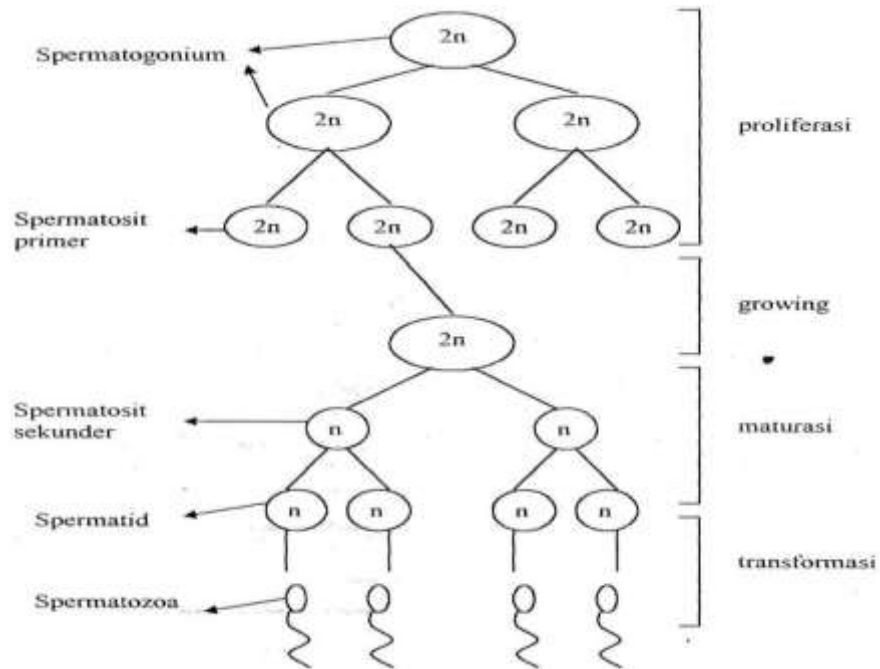 2n
Spermatogonium
2n
2n
proliferasi
Spermatosit
primer
2n
2n
2n
2n
growing
2n
Spermatosit
sekunder
n
n
maturasi
Spermatid
n
n
n
n
transformasi
Spermatozoa